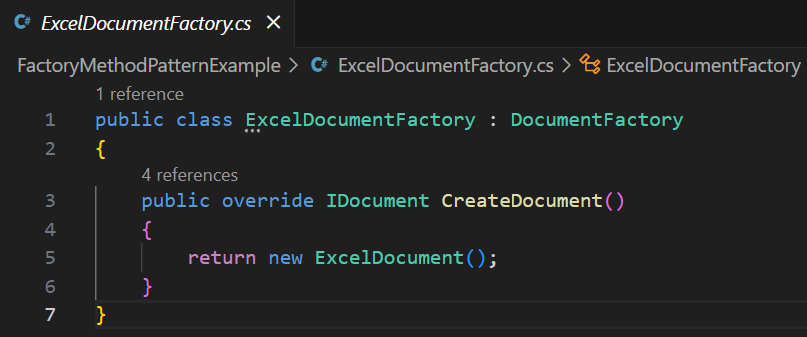 C# ExcelDocumentFactory.cs ×
FactoryMethodPatternExample > C# ExcelDocumentFactory.cs > ExcelDocumentFactory
1 reference
1 public class ExcelDocumentFactory : DocumentFactory
2 {
4 references
3 public override IDocument CreateDocument()
4 {
5 return new ExcelDocument();
6 }
7 }